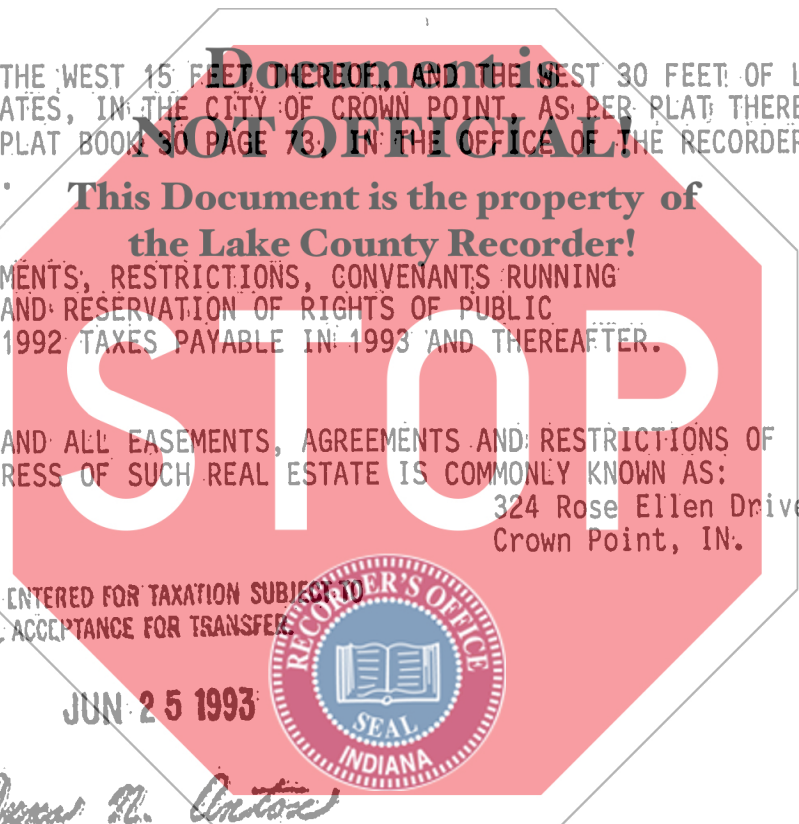 THE WEST 15 FEET THEREOF, AND THE WEST 30 FEET OF L
ATES, IN THE CITY OF CROWN POINT, AS PER PLAT THERE
PLAT BOOK 30 PAGE 73, IN THE OFFICE OF THE RECORDER
.
Document is
NOT OFFICIAL!
This Document is the property of
the Lake County Recorder!
MENTS, RESTRICTIONS, CONVENANTS RUNNING
AND RESERVATION OF RIGHTS OF PUBLIC
1992 TAXES PAYABLE IN 1993 AND THEREAFTER.
STOP
AND ALL EASEMENTS, AGREEMENTS AND RESTRICTIONS OF
RESS OF SUCH REAL ESTATE IS COMMONLY KNOWN AS:
324 Rose Ellen Drive
Crown Point, IN.
ENTERED FOR TAXATION SUBJECT TO
ACCEPTANCE FOR TRANSFER.
JUN 25 1993
RECORDER'S OFFICE
SEAL
INDIANA